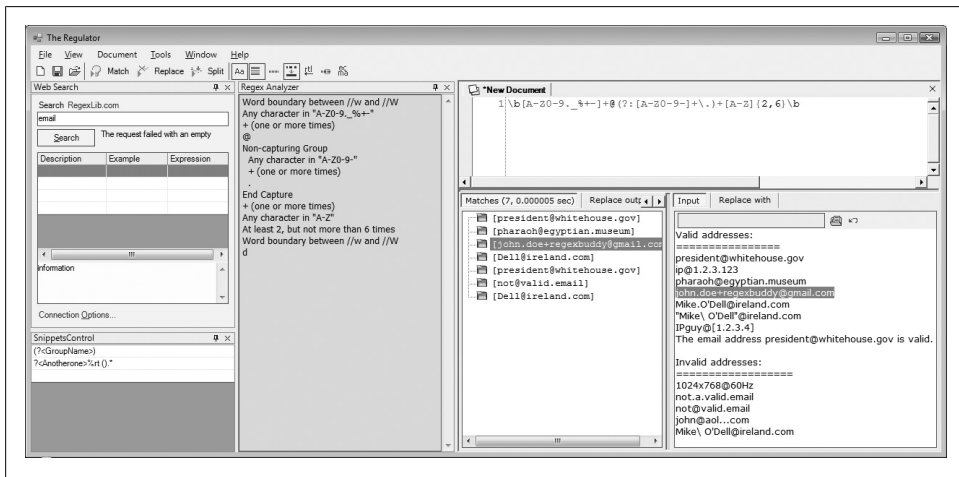 The Regulator
File View Document Tools Window Help
Match Replace Split Aa
Web Search
Search RegexLib.com
email
Search The request failed with an empty
Description Example Expression
Information
Connection Options...
SnippetsControl
(?<GroupName>)
?<Anotherone>%rt ().*
Regex Analyzer
Word boundary between //w and //W
Any character in "A-Z0-9._%+-"
+ (one or more times)
@
Non-capturing Group
Any character in "A-Z0-9-"
+ (one or more times)
.
End Capture
+ (one or more times)
Any character in "A-Z"
At least 2, but not more than 6 times
Word boundary between //w and //W
d
*New Document
1 \b[A-Z0-9._%+-]+@(?:[A-Z0-9-]+\.)+[A-Z]{2,6}\b
Matches (7, 0.000005 sec) Replace outp
[president@whitehouse.gov]
[pharaoh@egyptian.museum]
[john.doe+regexbuddy@gmail.com
[Dell@ireland.com]
[president@whitehouse.gov]
[not@valid.email]
[Dell@ireland.com]
Input Replace with
Valid addresses:
================
president@whitehouse.gov
ip@1.2.3.123
pharaoh@egyptian.museum
john.doe+regexbuddy@gmail.com
Mike.O'Dell@ireland.com
"Mike\ O'Dell"@ireland.com
IPguy@[1.2.3.4]
The email address president@whitehouse.gov is valid.
Invalid addresses:
==================
1024x768@60Hz
not.a.valid.email
not@valid.email
john@aol...com
Mike\ O'Dell@ireland.com